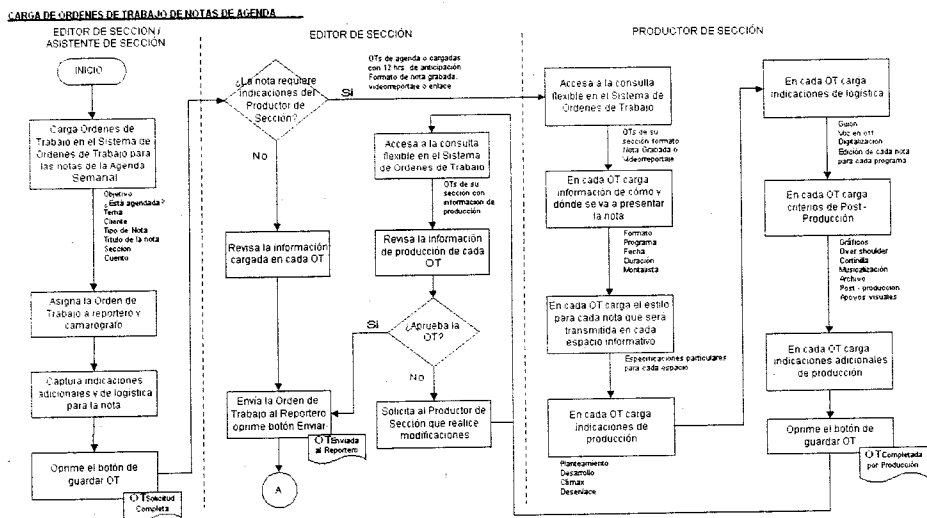 CARGA DE ORDENES DE TRABAJO DE NOTAS DE AGENDA
EDITOR DE SECCIÓN/
ASISTENTE DE SECCIÓN
INICIO
Carga Ordenes de
Trabajo en el Sistema de
Ordenes de Trabajo para
las notas de la Agenda
Semanal
Objetivo
¿Está agendada?
Tema
Cliente
Tipo de Nota
Título de la nota
Seccion
Cuento
Asigna la Orden de
Trabajo a reportero y
camarógrafo
Captura indicaciones
adicionales y de logística
para la nota
Oprime el botón de
guardar OT
OT Solicitud
Completa
EDITOR DE SECCIÓN
¿La nota requiere
indicaciones del
Productor de
Sección?
SI
OTs de agenda o cargadas
con 12 hrs. de anticipación
Formato de nota grabada,
videorreportaje o enlace
No
Revisa la información
cargada en cada OT
Envía la Orden de
Trabajo al Reportero
oprime botón Enviar
OT Enviada
al Reportero
A
Accesa a la consulta
flexible en el Sistema
de Ordenes de Trabajo
OTs de su
sección con
informacion de
producción
Revisa la información
de producción de cada
OT
¿Aprueba la
OT?
SI
No
Solicita al Productor de
Sección que realice
modificaciones
PRODUCTOR DE SECCIÓN
Accesa a la consulta
flexible en el Sistema de
Ordenes de Trabajo
OTs de su
sección formato
Nota Grabada ó
Videorreportaje
En cada OT carga
información de cómo y
dónde se va a presentar
la nota
Formato
Programa
Fecha
Duración
Montajista
En cada OT carga el estilo
para cada nota que será
transmitida en cada
espacio informativo
Especificaciones particulares
para cada espacio
En cada OT carga
indicaciones de
producción
Planteamiento
Desarrollo
Climax
Desenlace
En cada OT carga
indicaciones de logística
Guion
Voz en off
Digitalización
Edición de cada nota
para cada programa
En cada OT carga
criterios de Post -
Producción
Gráficos
Over shoulder
Cortinilla
Musicalización
Archivo
Post - produccion
Apoyos visuales
En cada OT carga
indicaciones adicionales
de producción
Oprime el botón de
guardar OT
OT Completada
por Producción